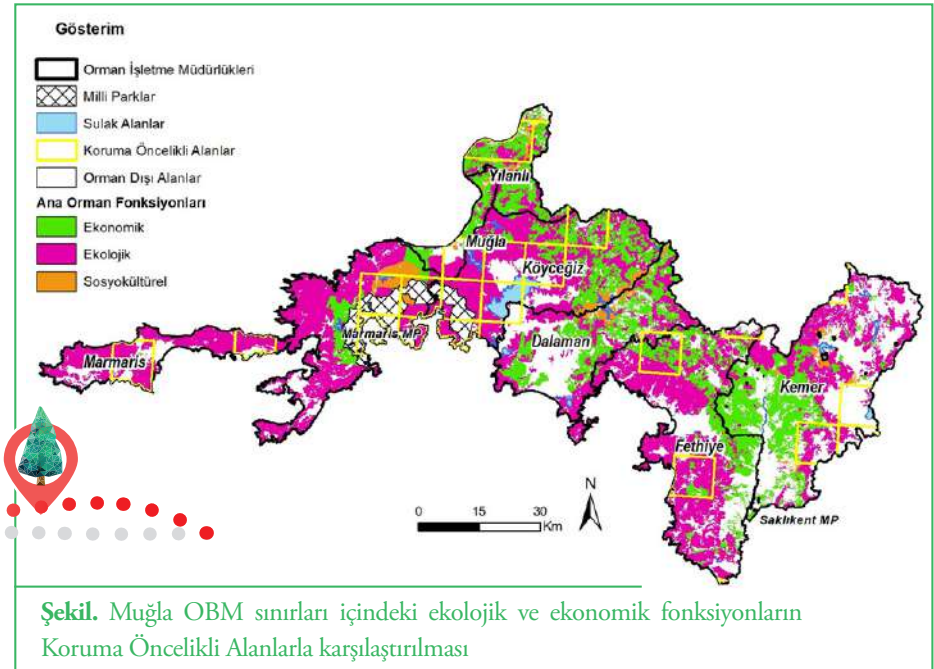 Gösterim
Orman İşletme Müdürlükleri
Milli Parklar
Sulak Alanlar
Koruma Öncelikli Alanlar
Orman Dışı Alanlar
Ana Orman Fonksiyonları
Ekonomik
Ekolojik
Sosyokültürel
Yılanlı
Muğla
Köyceğiz
Marmaris MP
Dalaman
Marmaris
Kemer
Fethiye
Saklıkent MP
N
0 15 30
Km
Şekil. Muğla OBM sınırları içindeki ekolojik ve ekonomik fonksiyonların
Koruma Öncelikli Alanlarla karşılaştırılması